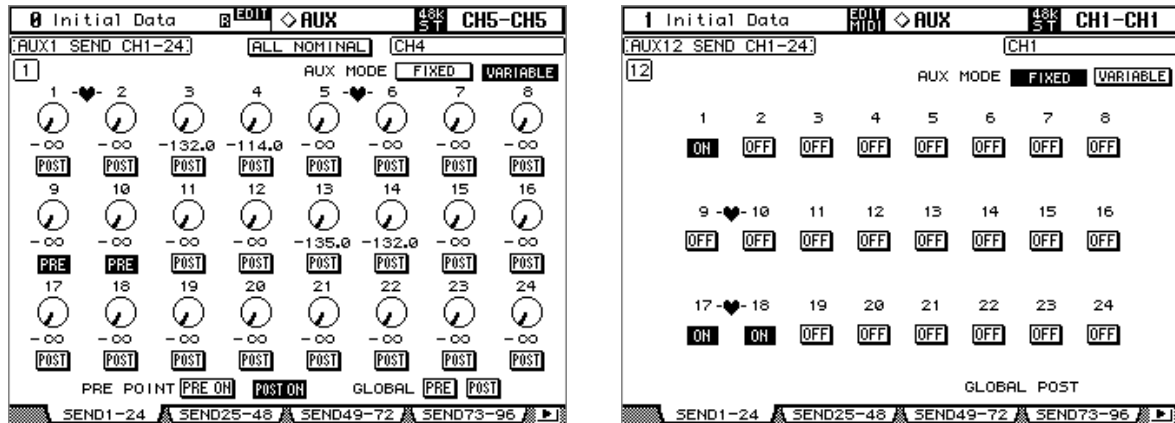 0 Initial Data R EDIT ◇AUX 48k ST CH5-CH5
AUX1 SEND CH1-24 ALL NOMINAL CH4
1 AUX MODE FIXED VARIABLE
1 -♥- 2 3 4 5 -♥- 6 7 8
-∞ -∞ -132.0 -114.0 -∞ -∞ -∞ -∞
POST POST POST POST POST POST POST POST
9 10 11 12 13 14 15 16
-∞ -∞ -∞ -∞ -135.0 -132.0 -∞ -∞
PRE PRE POST POST POST POST POST POST
17 18 19 20 21 22 23 24
-∞ -∞ -∞ -∞ -∞ -∞ -∞ -∞
POST POST POST POST POST POST POST POST
PRE POINT PRE ON POST ON GLOBAL PRE POST
SEND1-24 SEND25-48 SEND49-72 SEND73-96
1 Initial Data EDIT MIDI ◇AUX 48k ST CH1-CH1
AUX12 SEND CH1-24 CH1
12 AUX MODE FIXED VARIABLE
1 2 3 4 5 6 7 8
ON OFF OFF OFF OFF OFF OFF OFF
9 -♥- 10 11 12 13 14 15 16
OFF OFF OFF OFF OFF OFF OFF OFF
17 -♥- 18 19 20 21 22 23 24
ON ON OFF OFF OFF OFF OFF OFF
GLOBAL POST
SEND1-24 SEND25-48 SEND49-72 SEND73-96